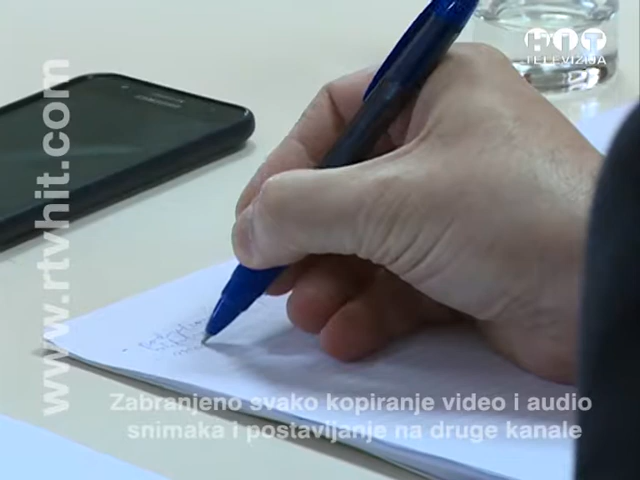 HIT
TELEVIZIJA
www.rtvhit.com
Zabranjeno svako kopiranje video i audio
snimaka i postavljanje na druge kanale